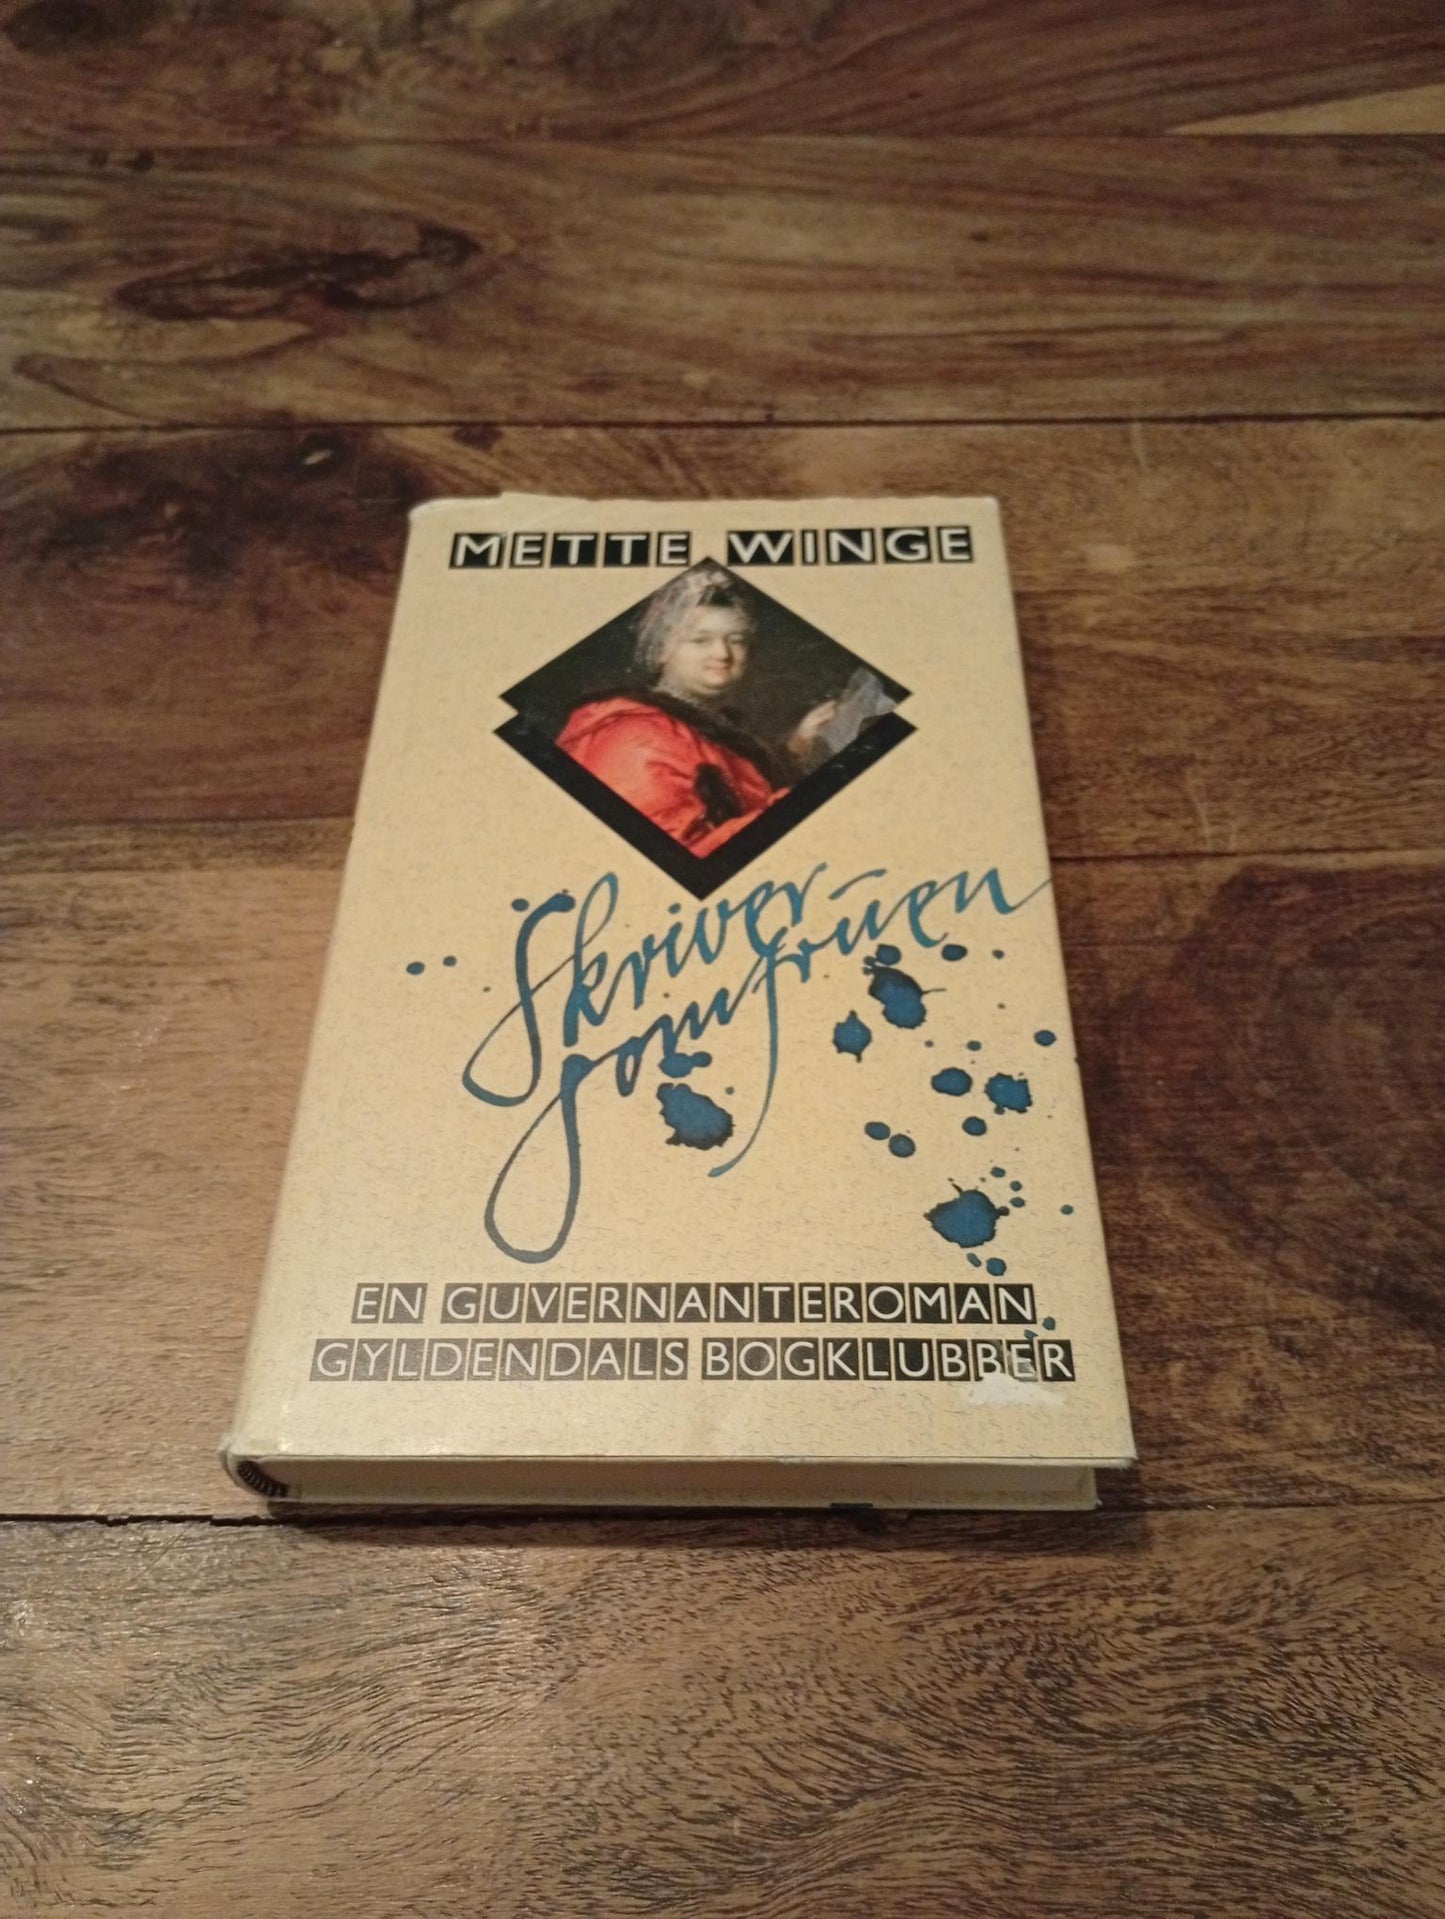 METTE WINGE
Skriver-
jomfruen
EN GUVERNANTEROMAN
GYLDENDALS BOGKLUBBER